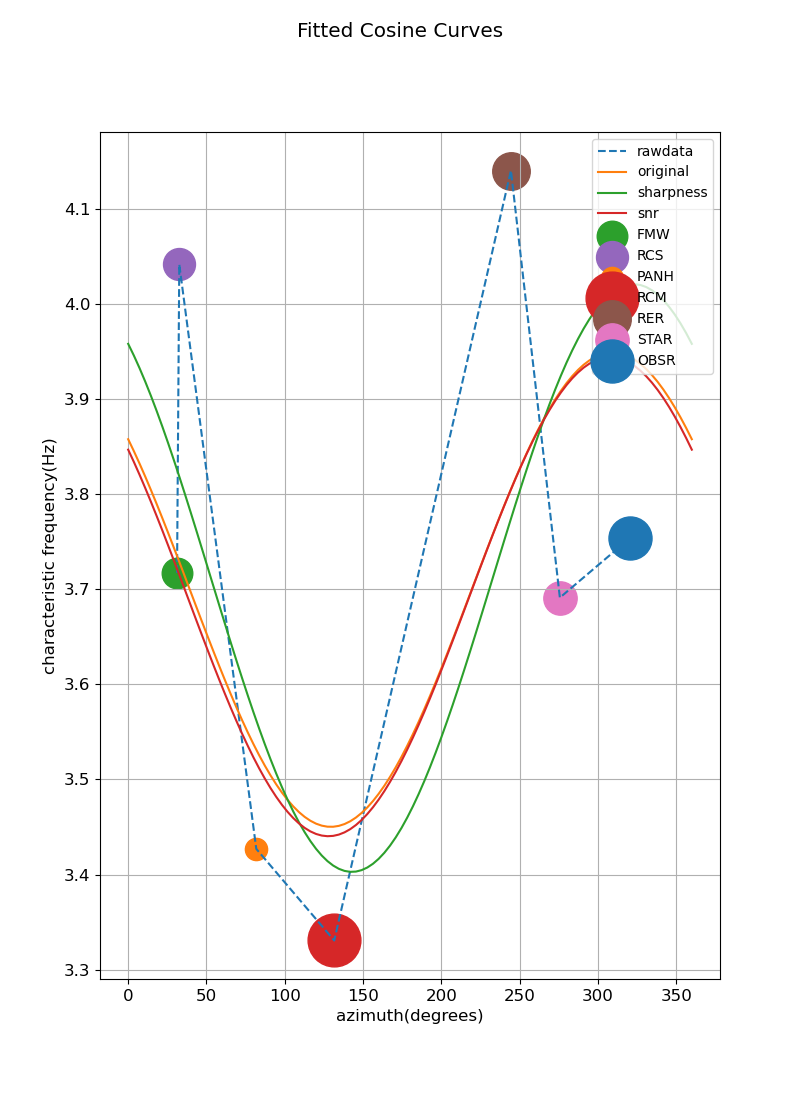 Fitted Cosine Curves
rawdata
original
sharpness
snr
FMW
RCS
PANH
RCM
RER
STAR
OBSR
characteristic frequency(Hz)
4.1
4.0
3.9
3.8
3.7
3.6
3.5
3.4
3.3
0 50 100 150 200 250 300 350
azimuth(degrees)